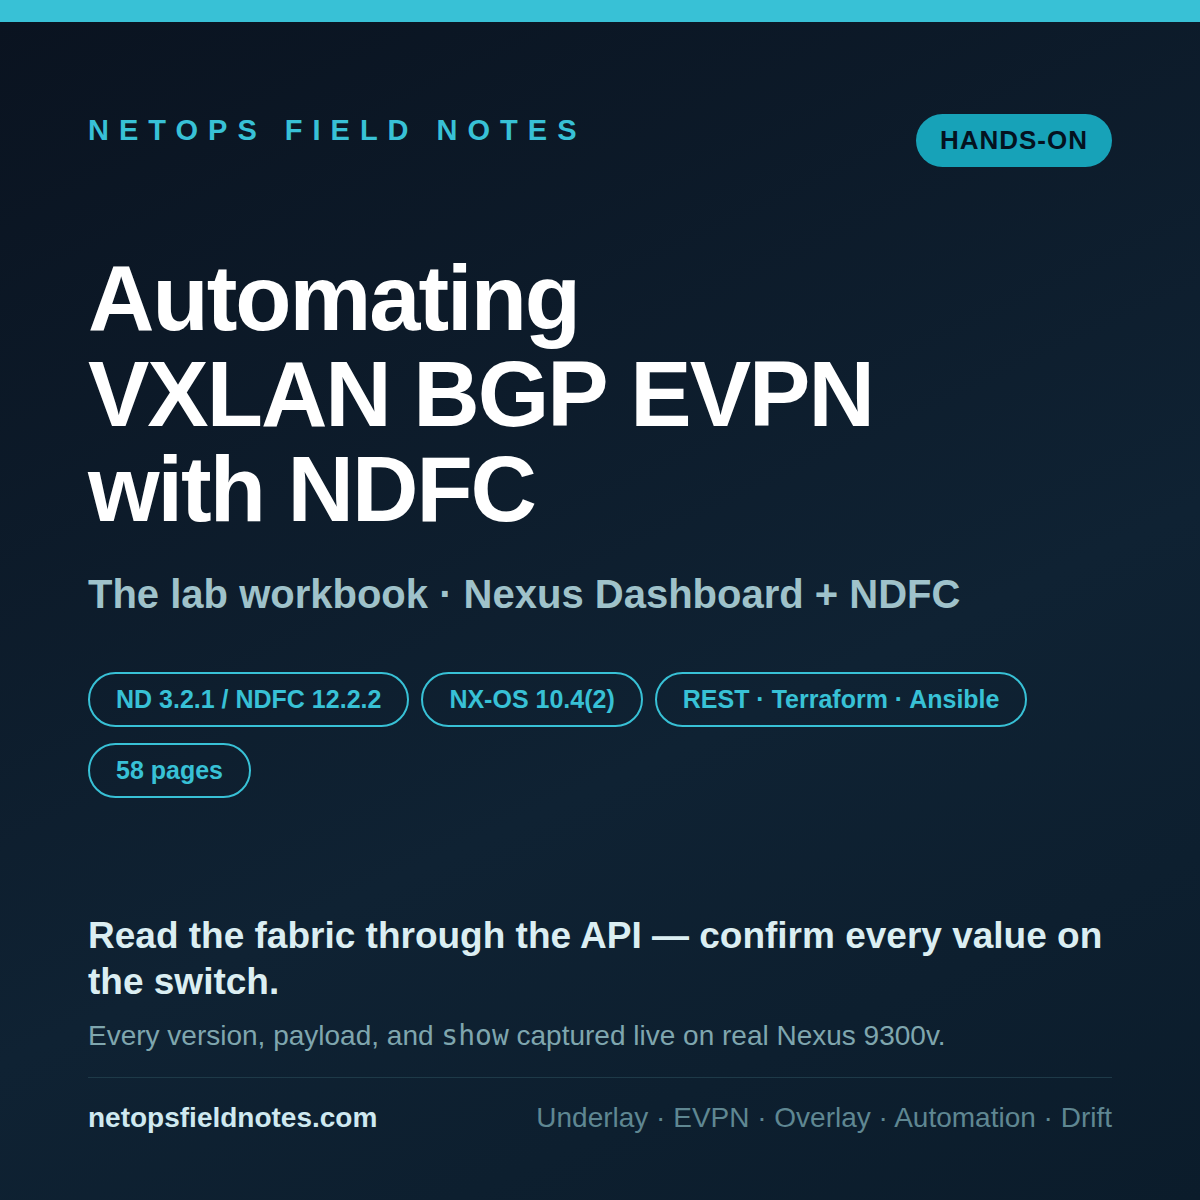 NETOPS FIELD NOTES
HANDS-ON
Automating
VXLAN BGP EVPN
with NDFC
The lab workbook · Nexus Dashboard + NDFC
ND 3.2.1 / NDFC 12.2.2
NX-OS 10.4(2)
REST · Terraform · Ansible
58 pages
Read the fabric through the API — confirm every value on
the switch.
Every version, payload, and show captured live on real Nexus 9300v.
netopsfieldnotes.com
Underlay · EVPN · Overlay · Automation · Drift